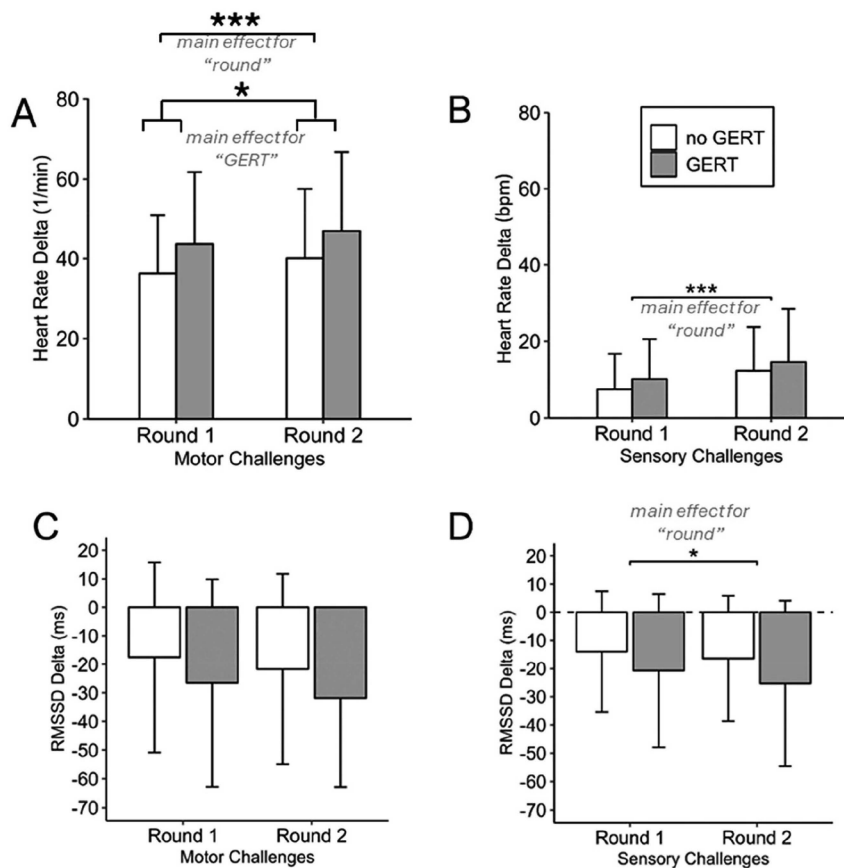 ***
main effect for
"round"
A
*
main effect for
"GERT"
Heart Rate Delta (1/min)
80
60
40
20
0
Round 1
Round 2
Motor Challenges
B
no GERT
GERT
Heart Rate Delta (bpm)
80
60
40
20
0
***
main effect for
"round"
Round 1
Round 2
Sensory Challenges
C
RMSSD Delta (ms)
20
10
0
-10
-20
-30
-40
-50
-60
-70
Round 1
Round 2
Motor Challenges
D
main effect for
"round"
*
RMSSD Delta (ms)
20
10
0
-10
-20
-30
-40
-50
-60
-70
Round 1
Round 2
Sensory Challenges